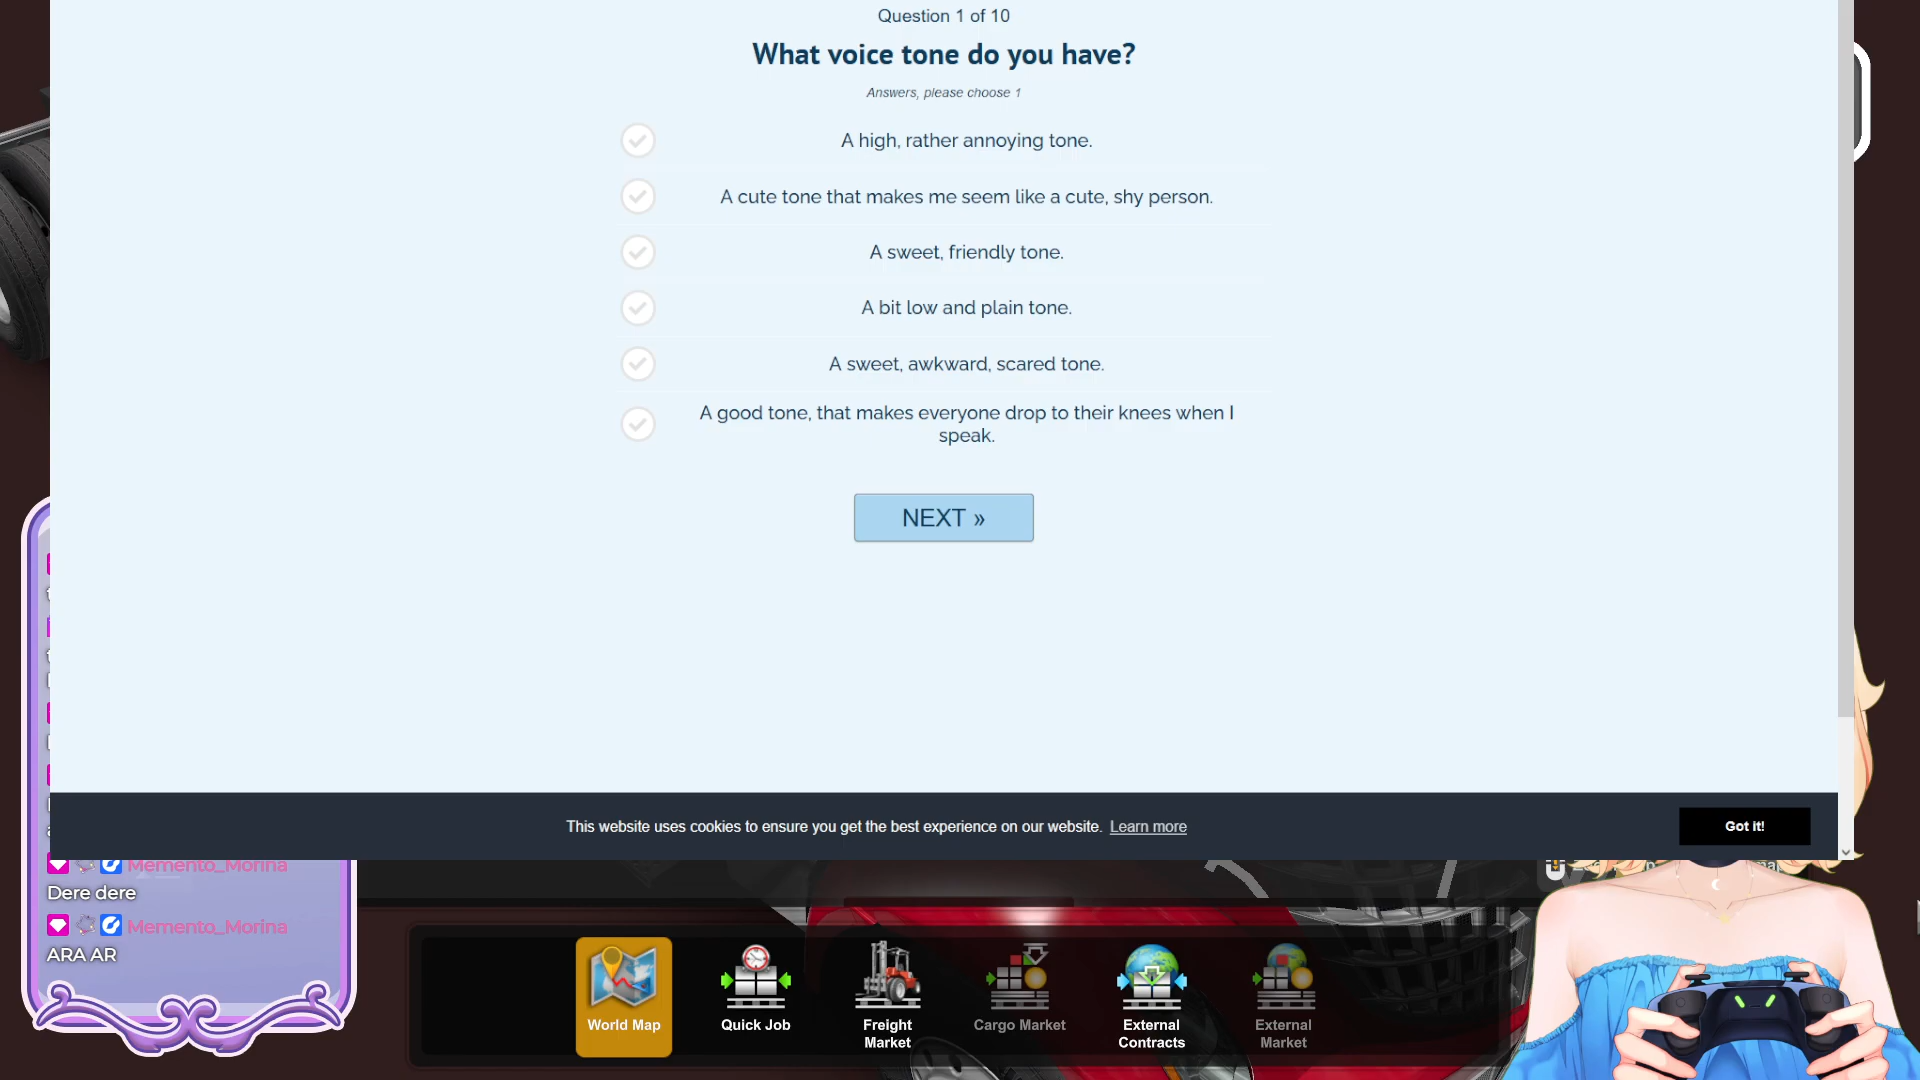 Question 1 of 10
What voice tone do you have?
Answers, please choose 1
A high, rather annoying tone.
A cute tone that makes me seem like a cute, shy person.
A sweet, friendly tone.
A bit low and plain tone.
A sweet, awkward, scared tone.
A good tone, that makes everyone drop to their knees when I
speak.
NEXT »
This website uses cookies to ensure you get the best experience on our website. Learn more
Got it!
Memento_Morina
Dere dere
Memento_Morina
ARA AR
World Map
Quick Job
Freight
Market
Cargo Market
External
Contracts
External
Market